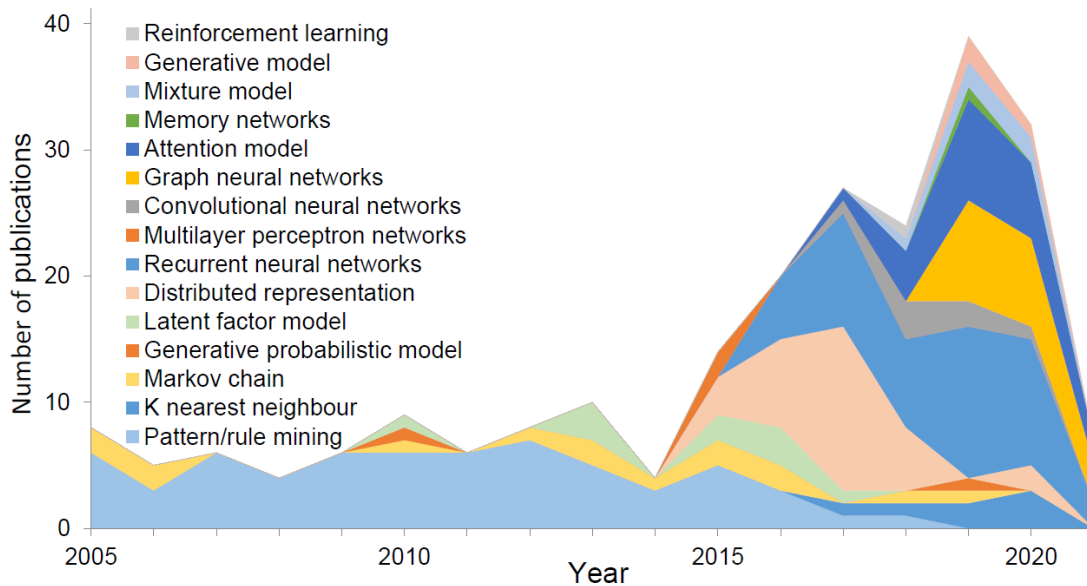 40
Reinforcement learning
Generative model
Mixture model
Memory networks
30
Attention model
Graph neural networks
Convolutional neural networks
Multilayer perceptron networks
20
Recurrent neural networks
Distributed representation
Latent factor model
Generative probabilistic model
10
Markov chain
K nearest neighbour
Pattern/rule mining
0
Number of publications
2005
2010
2015
2020
Year